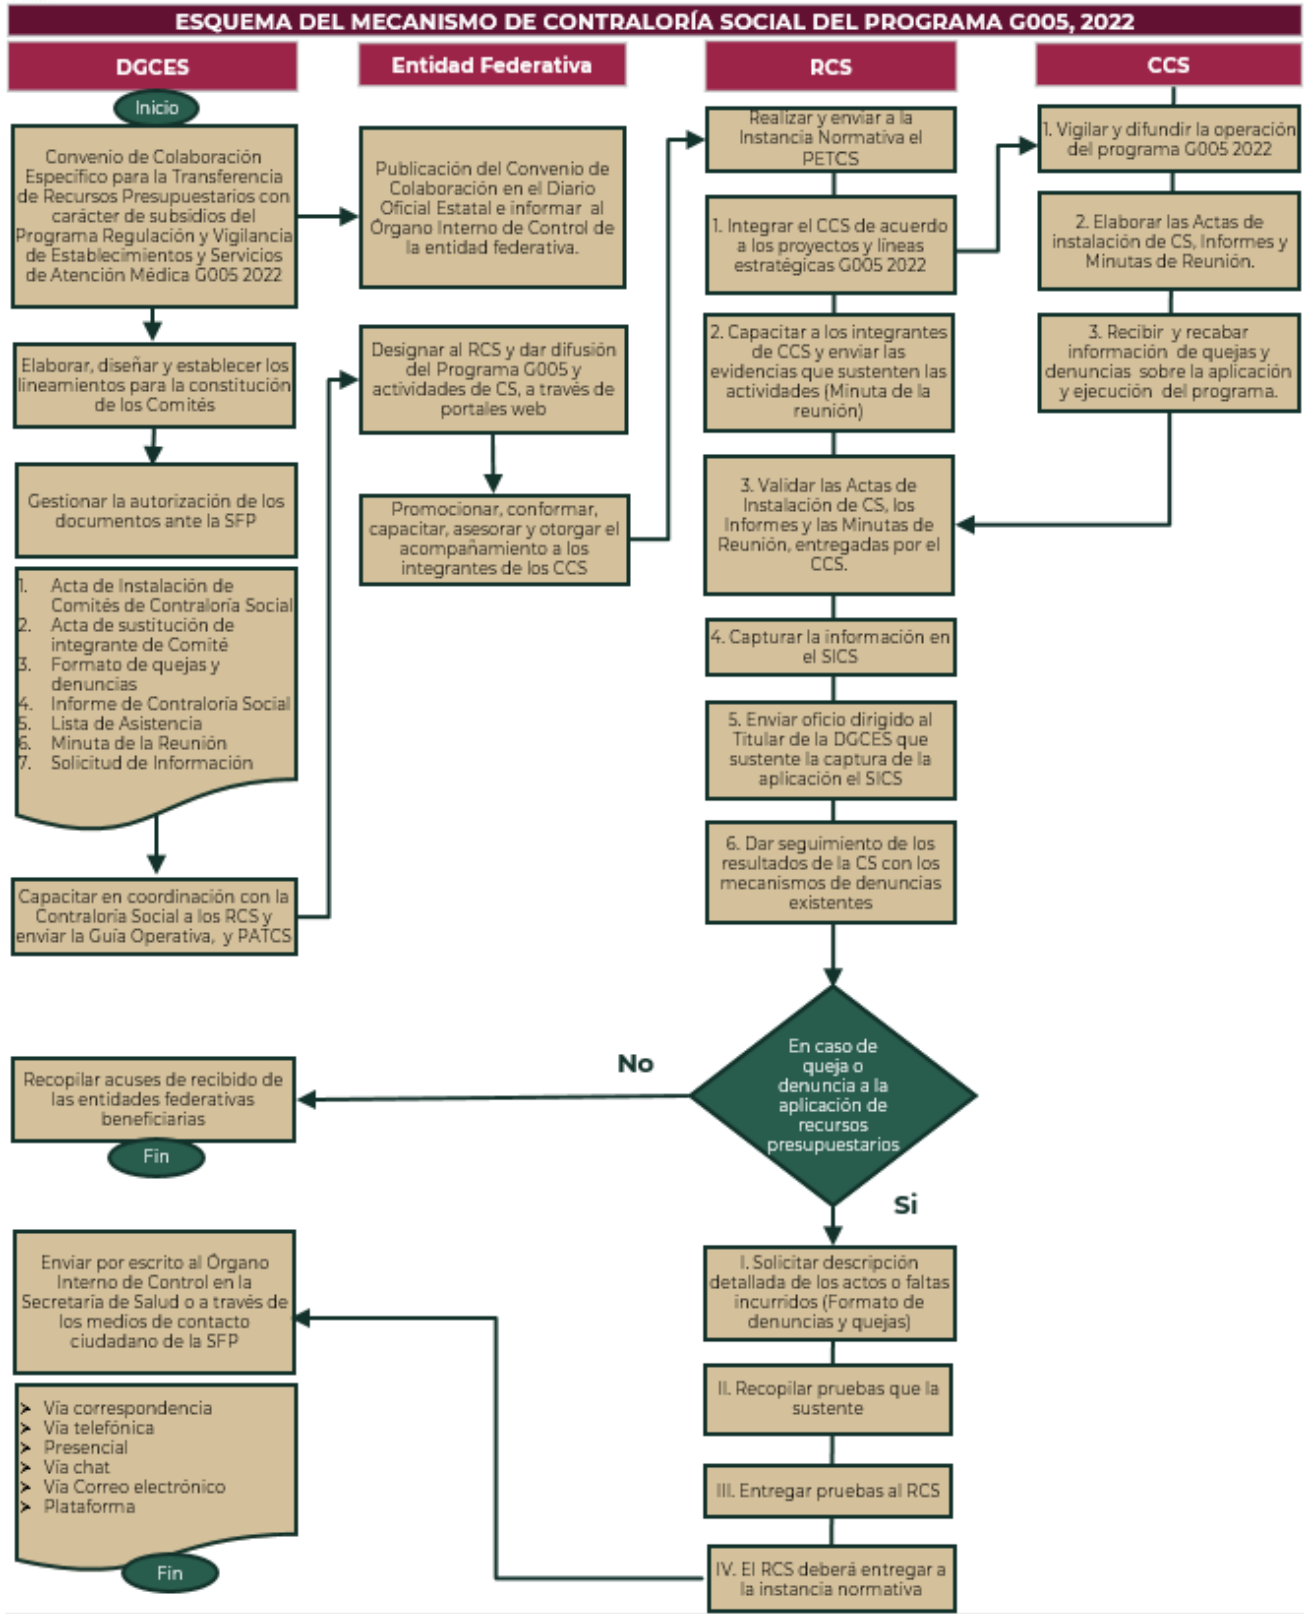 ESQUEMA DEL MECANISMO DE CONTRALORÍA SOCIAL DEL PROGRAMA G005, 2022
DGCES
Inicio
Convenio de Colaboración
Específico para la Transferencia
de Recursos Presupuestarios con
carácter de subsidios del
Programa Regulación y Vigilancia
de Establecimientos y Servicios
de Atención Médica G005 2022
Elaborar, diseñar y establecer los
lineamientos para la constitución
de los Comités
Gestionar la autorización de los
documentos ante la SFP
1. Acta de Instalación de
Comités de Contraloría Social
2. Acta de sustitución de
integrante de Comité
3. Formato de quejas y
denuncias
4. Informe de Contraloría Social
5. Lista de Asistencia
6. Minuta de la Reunión
7. Solicitud de Información
Capacitar en coordinación con la
Contraloría Social a los RCS y
enviar la Guía Operativa, y PATCS
Entidad Federativa
Publicación del Convenio de
Colaboración en el Diario
Oficial Estatal e informar al
Órgano Interno de Control de
la entidad federativa.
Designar al RCS y dar difusión
del Programa G005 y
actividades de CS, a través de
portales web
Promocionar, conformar,
capacitar, asesorar y otorgar el
acompañamiento a los
integrantes de los CCS
RCS
Realizar y enviar a la
Instancia Normativa el
PETCS
1. Integrar el CCS de acuerdo
a los proyectos y líneas
estratégicas G005 2022
2. Capacitar a los integrantes
de CCS y enviar las
evidencias que sustenten las
actividades (Minuta de la
reunión)
3. Validar las Actas de
Instalación de CS, los
Informes y las Minutas de
Reunión, entregadas por el
CCS.
4. Capturar la información en
el SICS
5. Enviar oficio dirigido al
Titular de la DGCES que
sustente la captura de la
aplicación el SICS
6. Dar seguimiento de los
resultados de la CS con los
mecanismos de denuncias
existentes
CCS
1. Vigilar y difundir la operación
del programa G005 2022
2. Elaborar las Actas de
instalación de CS, Informes y
Minutas de Reunión.
3. Recibir y recabar
información de quejas y
denuncias sobre la aplicación
y ejecución del programa.
En caso de
queja o
denuncia a la
aplicación de
recursos
presupuestarios
No
Recopilar acuses de recibido de
las entidades federativas
beneficiarias
Fin
Si
I. Solicitar descripción
detallada de los actos o faltas
incurridos (Formato de
denuncias y quejas)
II. Recopilar pruebas que la
sustente
III. Entregar pruebas al RCS
IV. El RCS deberá entregar a
la instancia normativa
Enviar por escrito al Órgano
Interno de Control en la
Secretaría de Salud o a través de
los medios de contacto
ciudadano de la SFP
➤ Vía correspondencia
➤ Vía telefónica
➤ Presencial
➤ Vía chat
➤ Vía Correo electrónico
➤ Plataforma
Fin